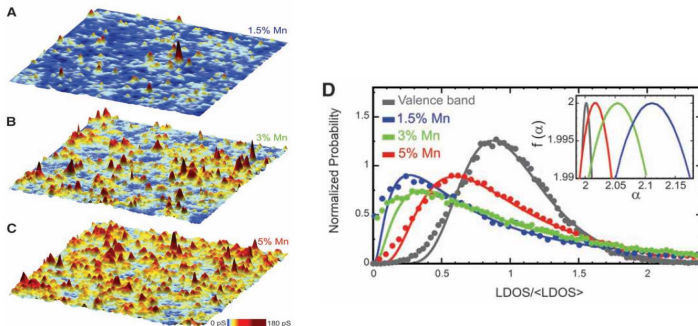 A
1.5% Mn
B
3% Mn
C
5% Mn
0 pS
180 pS
D
Normalized Probability
1.5
1
0.5
0
Valence band
1.5% Mn
3% Mn
5% Mn
0
0.5
1
1.5
2
LDOS/<LDOS>
f (α)
2
1.995
1.99
2
2.05
2.1
2.15
α